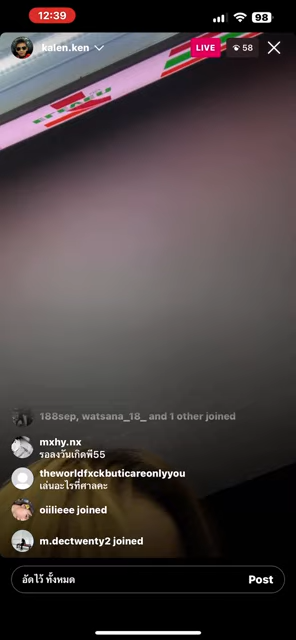 12:39
98
kalen.ken
LIVE
58
188sep, watsana_18_ and 1 other joined
mxhy.nx
รอลงวันเกิดพี่55
theworldfxckbuticareonlyyou
เล่นอะไรที่ศาลคะ
oiilieee joined
m.dectwenty2 joined
อัดไว้ ทั้งหมด
Post